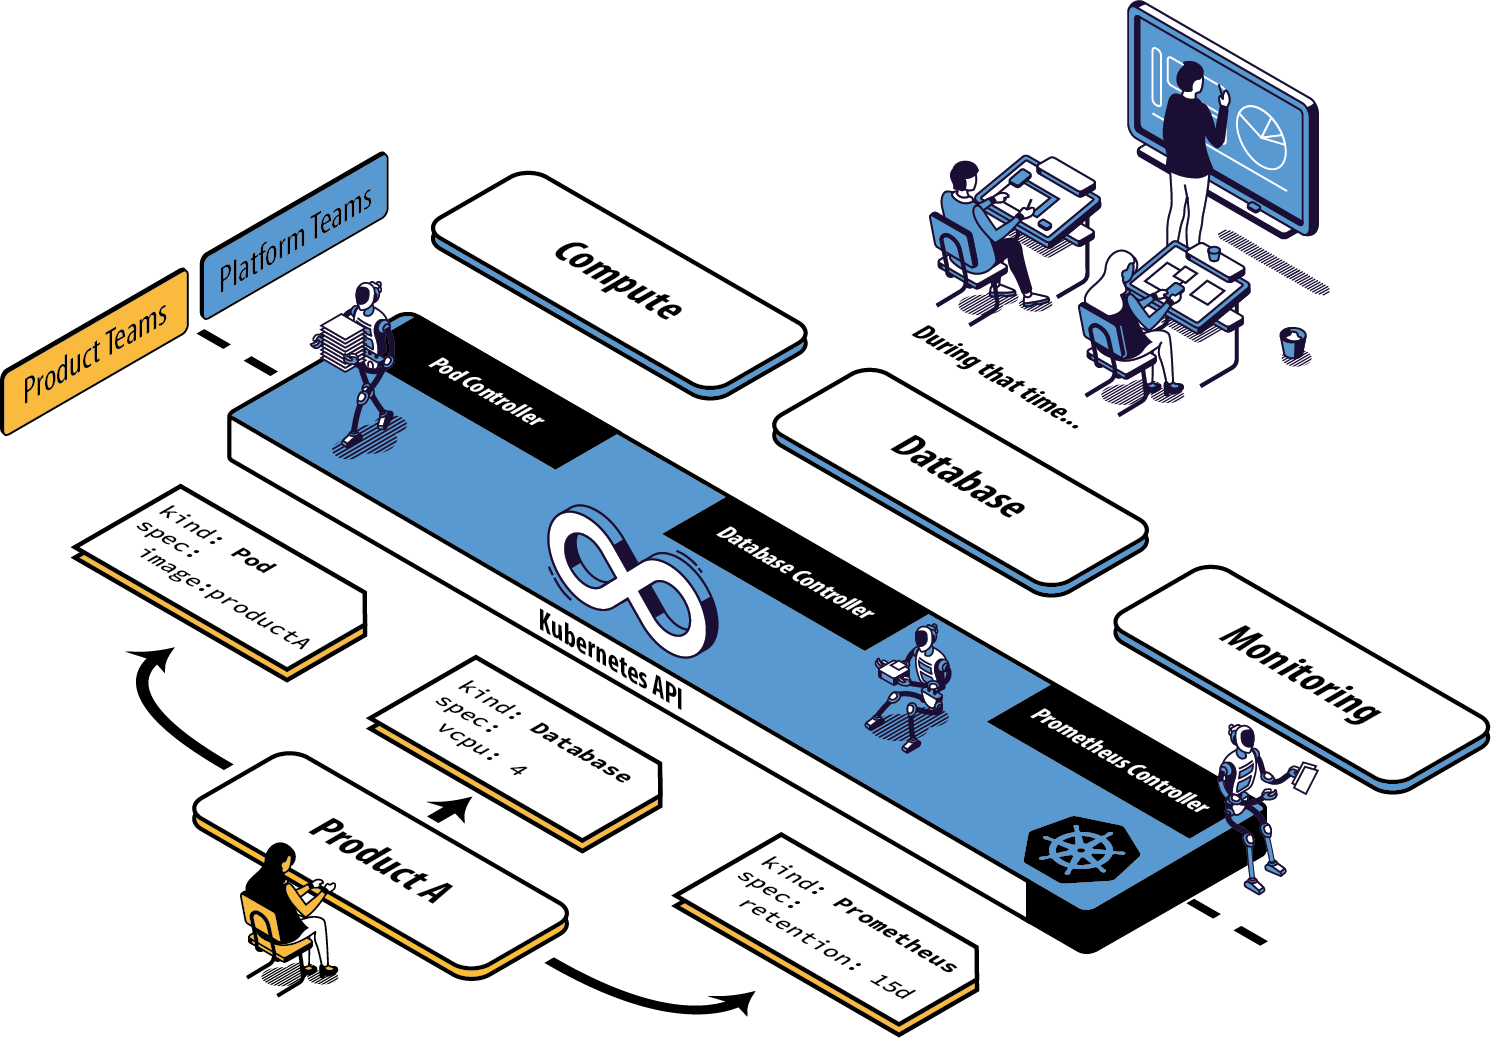 Platform Teams
Product Teams
Compute
During that time...
Pod Controller
Database
Database Controller
Kubernetes API
Monitoring
Prometheus Controller
kind: Pod
spec:
image:productA
kind: Database
spec:
vcpu: 4
Product A
kind: Prometheus
spec:
retention: 15d